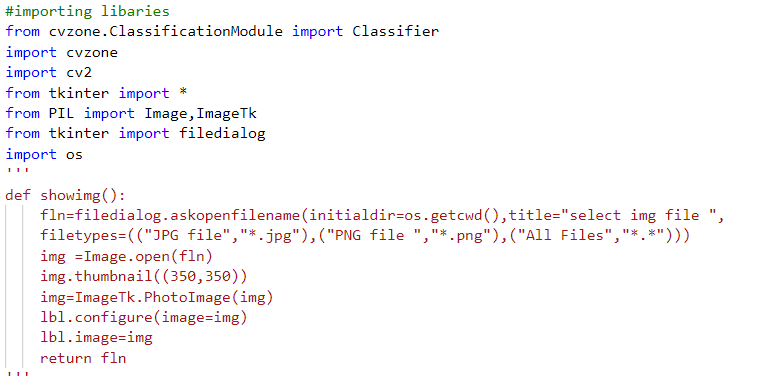 #importing libaries
from cvzone.ClassificationModule import Classifier
import cvzone
import cv2
from tkinter import *
from PIL import Image,ImageTk
from tkinter import filedialog
import os
'''
def showimg():
    fln=filedialog.askopenfilename(initialdir=os.getcwd(),title="select img file ",
    filetypes=(("JPG file","*.jpg"),("PNG file ","*.png"),("All Files","*.*")))
    img =Image.open(fln)
    img.thumbnail((350,350))
    img=ImageTk.PhotoImage(img)
    lbl.configure(image=img)
    lbl.image=img
    return fln
'''